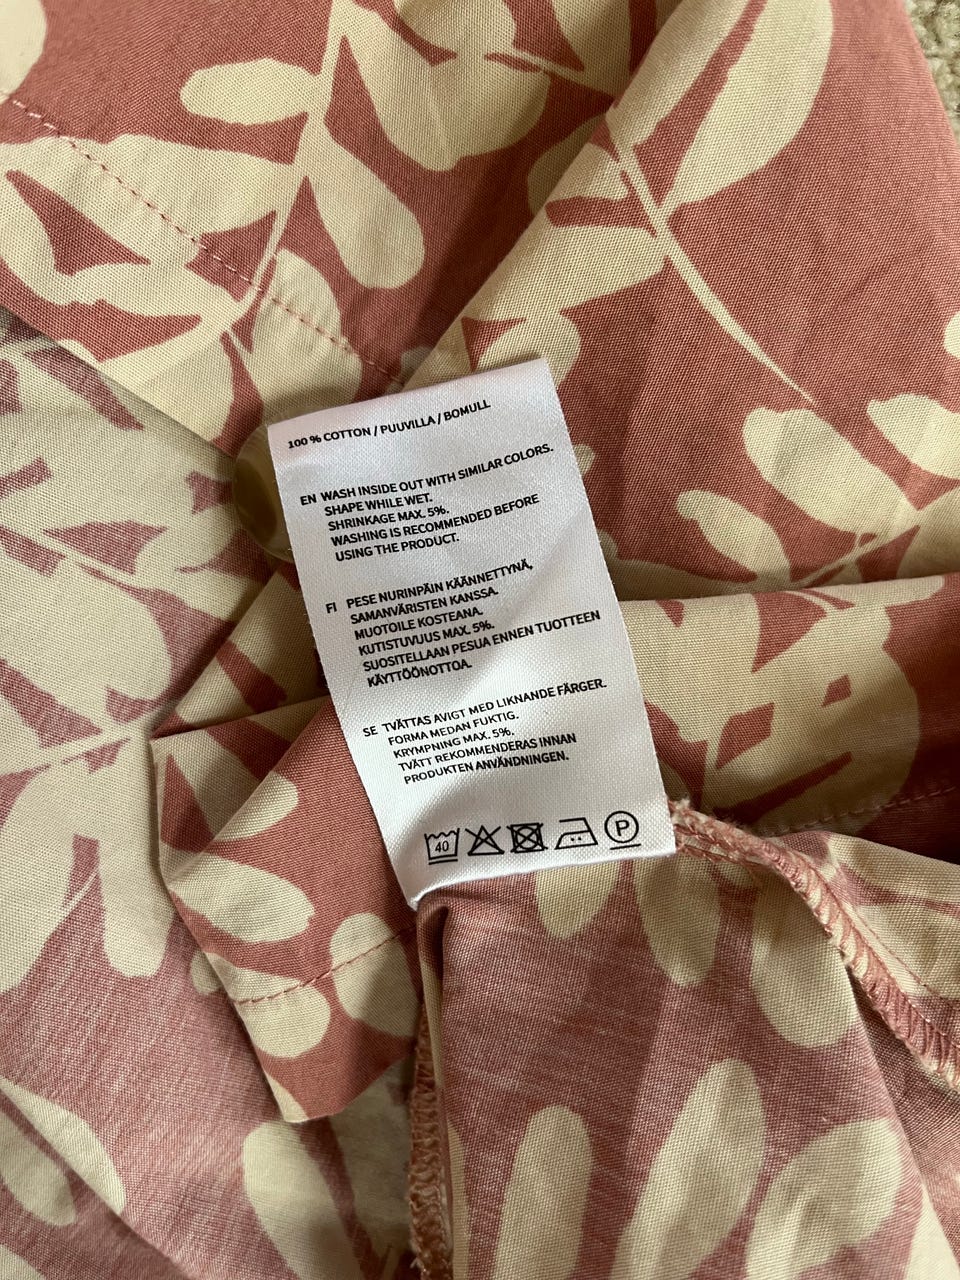 100 % COTTON / PUUVILLA / BOMULL
EN WASH INSIDE OUT WITH SIMILAR COLORS.
SHAPE WHILE WET.
SHRINKAGE MAX. 5%.
WASHING IS RECOMMENDED BEFORE
USING THE PRODUCT.
FI PESE NURINPÄIN KÄÄNNETTYNÄ,
SAMANVÄRISTEN KANSSA.
MUOTOILE KOSTEANA.
KUTISTUVUUS MAX. 5%.
SUOSITELLAAN PESUA ENNEN TUOTTEEN
KÄYTTÖÖNOTTOA.
SE TVÄTTAS AVIGT MED LIKNANDE FÄRGER.
FORMA MEDAN FUKTIG.
KRYMPNING MAX. 5%.
TVÄTT REKOMMENDERAS INNAN
PRODUKTEN ANVÄNDNINGEN.
40 P